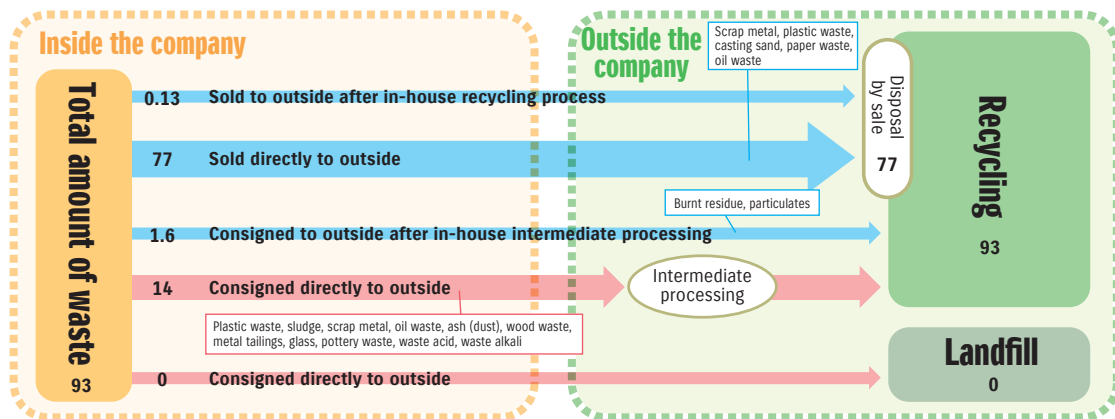 Inside the company
Outside the
company
Scrap metal, plastic waste,
casting sand, paper waste,
oil waste
Total amount of waste
93
0.13 Sold to outside after in-house recycling process
77 Sold directly to outside
Disposal
by sale
77
Burnt residue, particulates
1.6 Consigned to outside after in-house intermediate processing
14 Consigned directly to outside
Intermediate
processing
Plastic waste, sludge, scrap metal, oil waste, ash (dust), wood waste,
metal tailings, glass, pottery waste, waste acid, waste alkali
0 Consigned directly to outside
Recycling
93
Landfill
0